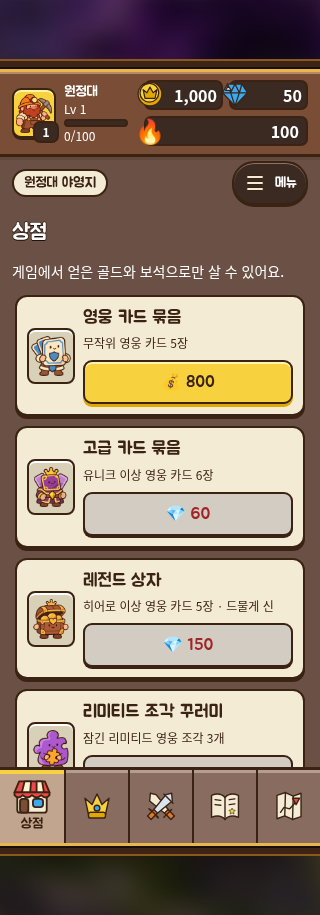 원정대
1,000
50
Lv 1
1
0/100
100
원정대 야영지
메뉴
상점
게임에서 얻은 골드와 보석으로만 살 수 있어요.
영웅 카드 묶음
무작위 영웅 카드 5장
800
고급 카드 묶음
유니크 이상 영웅 카드 6장
60
레전드 상자
히어로 이상 영웅 카드 5장 · 드물게 신
150
리미티드 조각 꾸러미
잠긴 리미티드 영웅 조각 3개
상점